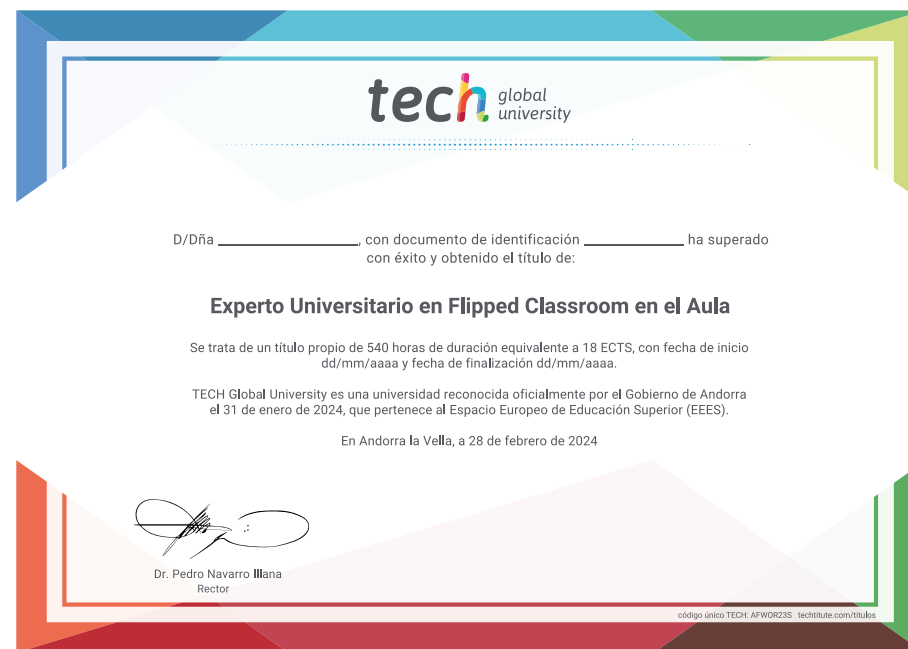 tech global university
D/Dña ______________, con documento de identificación __________ ha superado
con éxito y obtenido el título de:
Experto Universitario en Flipped Classroom en el Aula
Se trata de un título propio de 540 horas de duración equivalente a 18 ECTS, con fecha de inicio
dd/mm/aaaa y fecha de finalización dd/mm/aaaa.
TECH Global University es una universidad reconocida oficialmente por el Gobierno de Andorra
el 31 de enero de 2024, que pertenece al Espacio Europeo de Educación Superior (EEES).
En Andorra la Vella, a 28 de febrero de 2024
Dr. Pedro Navarro Illana
Rector
código único TECH: AFWOR23S techtitute.com/titulos